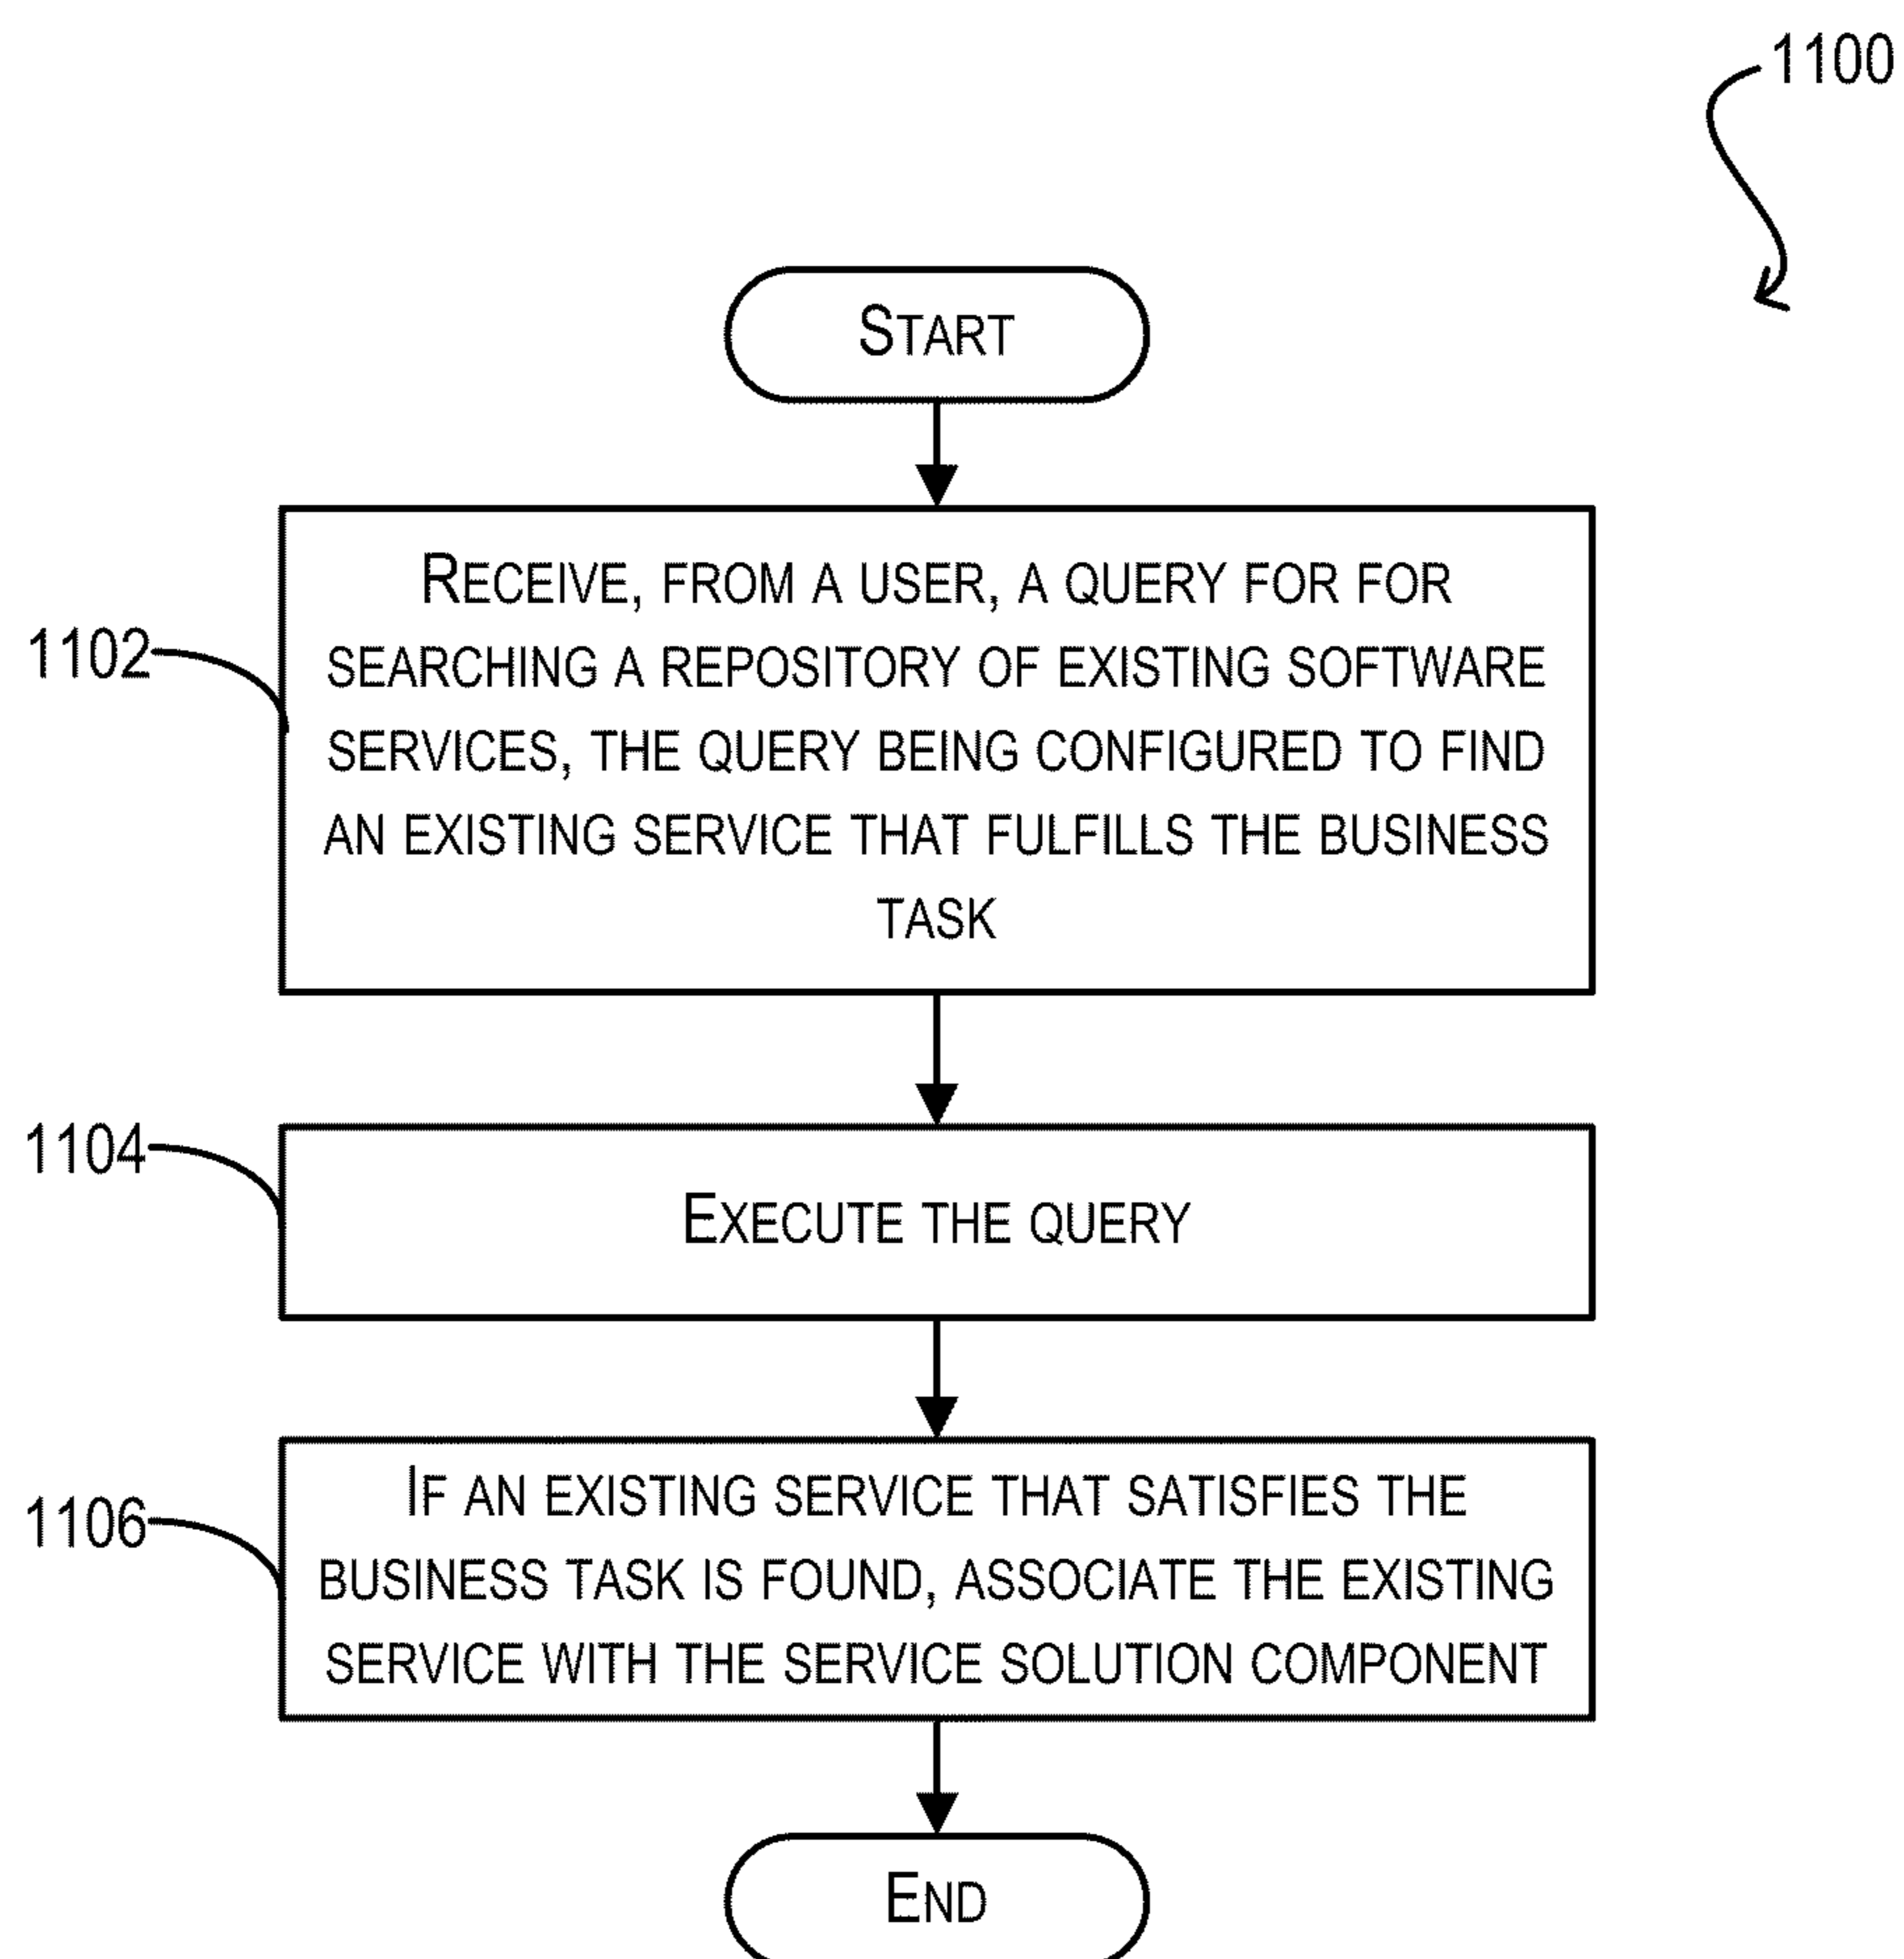 1100
START
RECEIVE, FROM A USER, A QUERY FOR FOR
1102
SEARCHING A REPOSITORY OF EXISTING SOFTWARE
SERVICES, THE QUERY BEING CONFIGURED TO FIND
AN EXISTING SERVICE THAT FULFILLS THE BUSINESS
TASK
1104
EXECUTE THE QUERY
IF AN EXISTING SERVICE THAT SATISFIES THE
1106
BUSINESS TASK IS FOUND, ASSOCIATE THE EXISTING
SERVICE WITH THE SERVICE SOLUTION COMPONENT
END